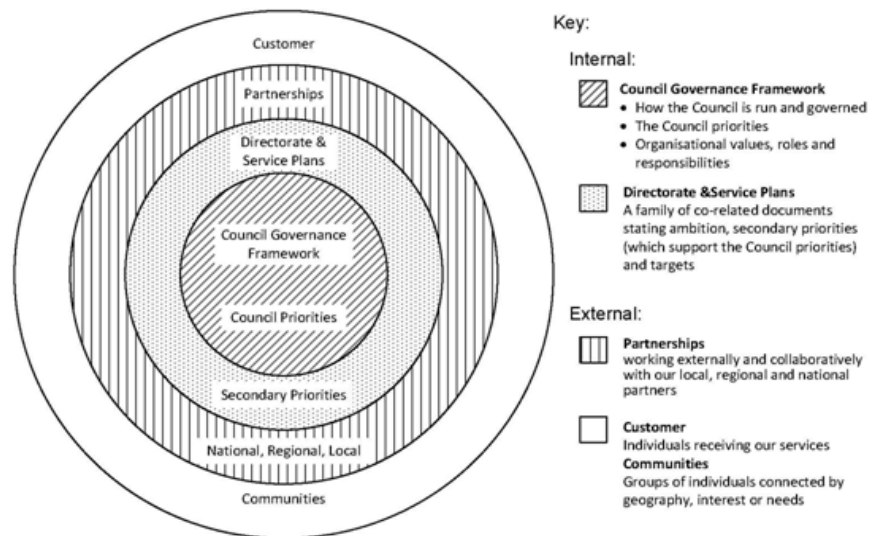 Customer
Partnerships
Directorate &
Service Plans
Council Governance
Framework
Council Priorities
Secondary Priorities
National, Regional, Local
Communities
Key:
Internal:
Council Governance Framework
• How the Council is run and governed
• The Council priorities
• Organisational values, roles and
responsibilities
Directorate &Service Plans
A family of co-related documents
stating ambition, secondary priorities
(which support the Council priorities)
and targets
External:
Partnerships
working externally and collaboratively
with our local, regional and national
partners
Customer
Individuals receiving our services
Communities
Groups of individuals connected by
geography, interest or needs